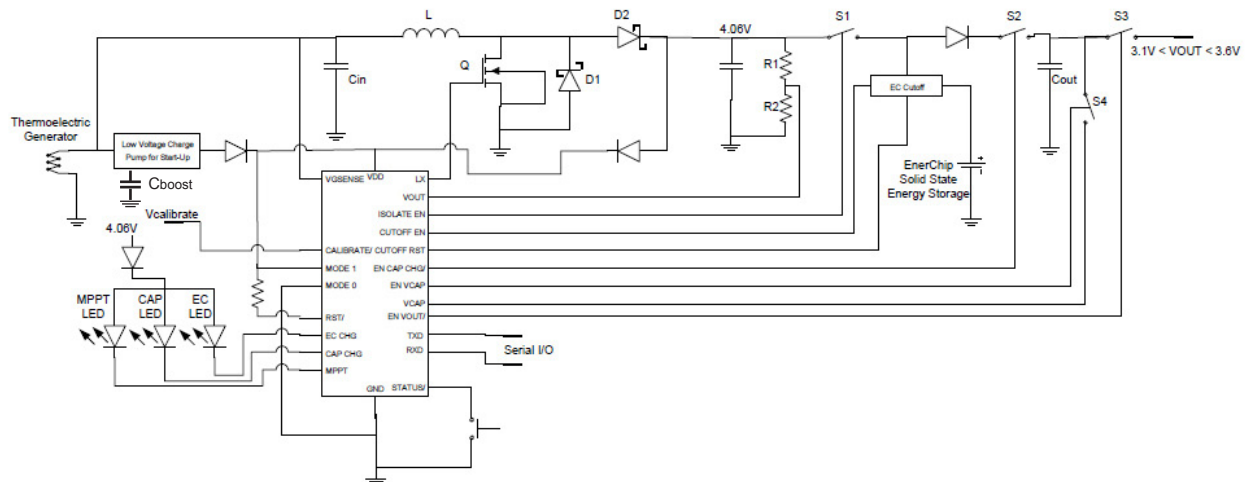 L
D2
4.06V
S1
S2
S3
3.1V < VOUT < 3.6V
Cin
Q
D1
R1
R2
EC Cutoff
Cout
S4
Thermoelectric
Generator
Low Voltage Charge
Pump for Start-Up
Cboost
EnerChip
Solid State
Energy Storage
Vcalibrate
4.06V
MPPT
LED
CAP
LED
EC
LED
VGSENSE
VDD
LX
VOUT
ISOLATE EN
CUTOFF EN
CALIBRATE/
CUTOFF RST
MODE 1
EN CAP CHG/
MODE 0
EN VCAP
VCAP
RST/
EN VOUT/
EC CHG
TXD
CAP CHG
RXD
MPPT
GND
STATUS/
Serial I/O